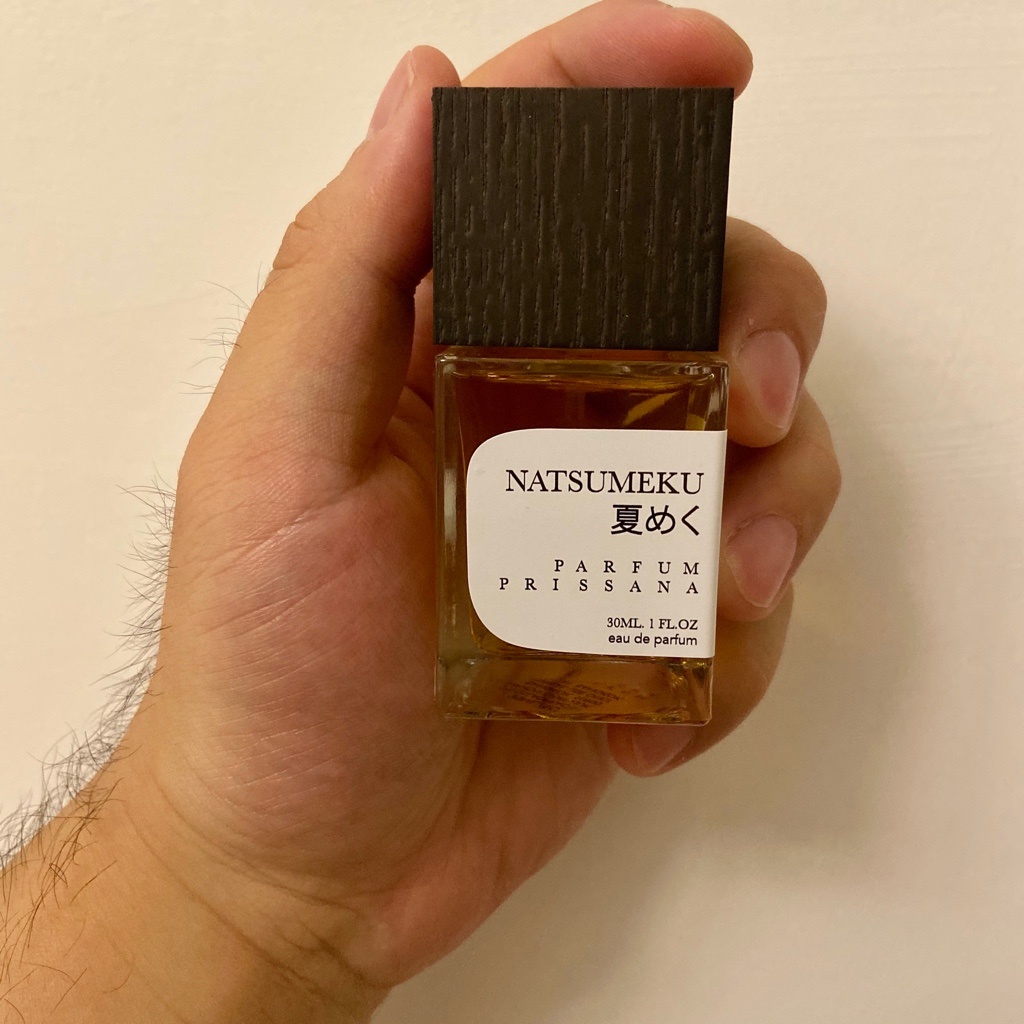 NATSUMEKU
夏めく
PARFUM
PRISSANA
30ML. 1 FL.OZ
eau de parfum